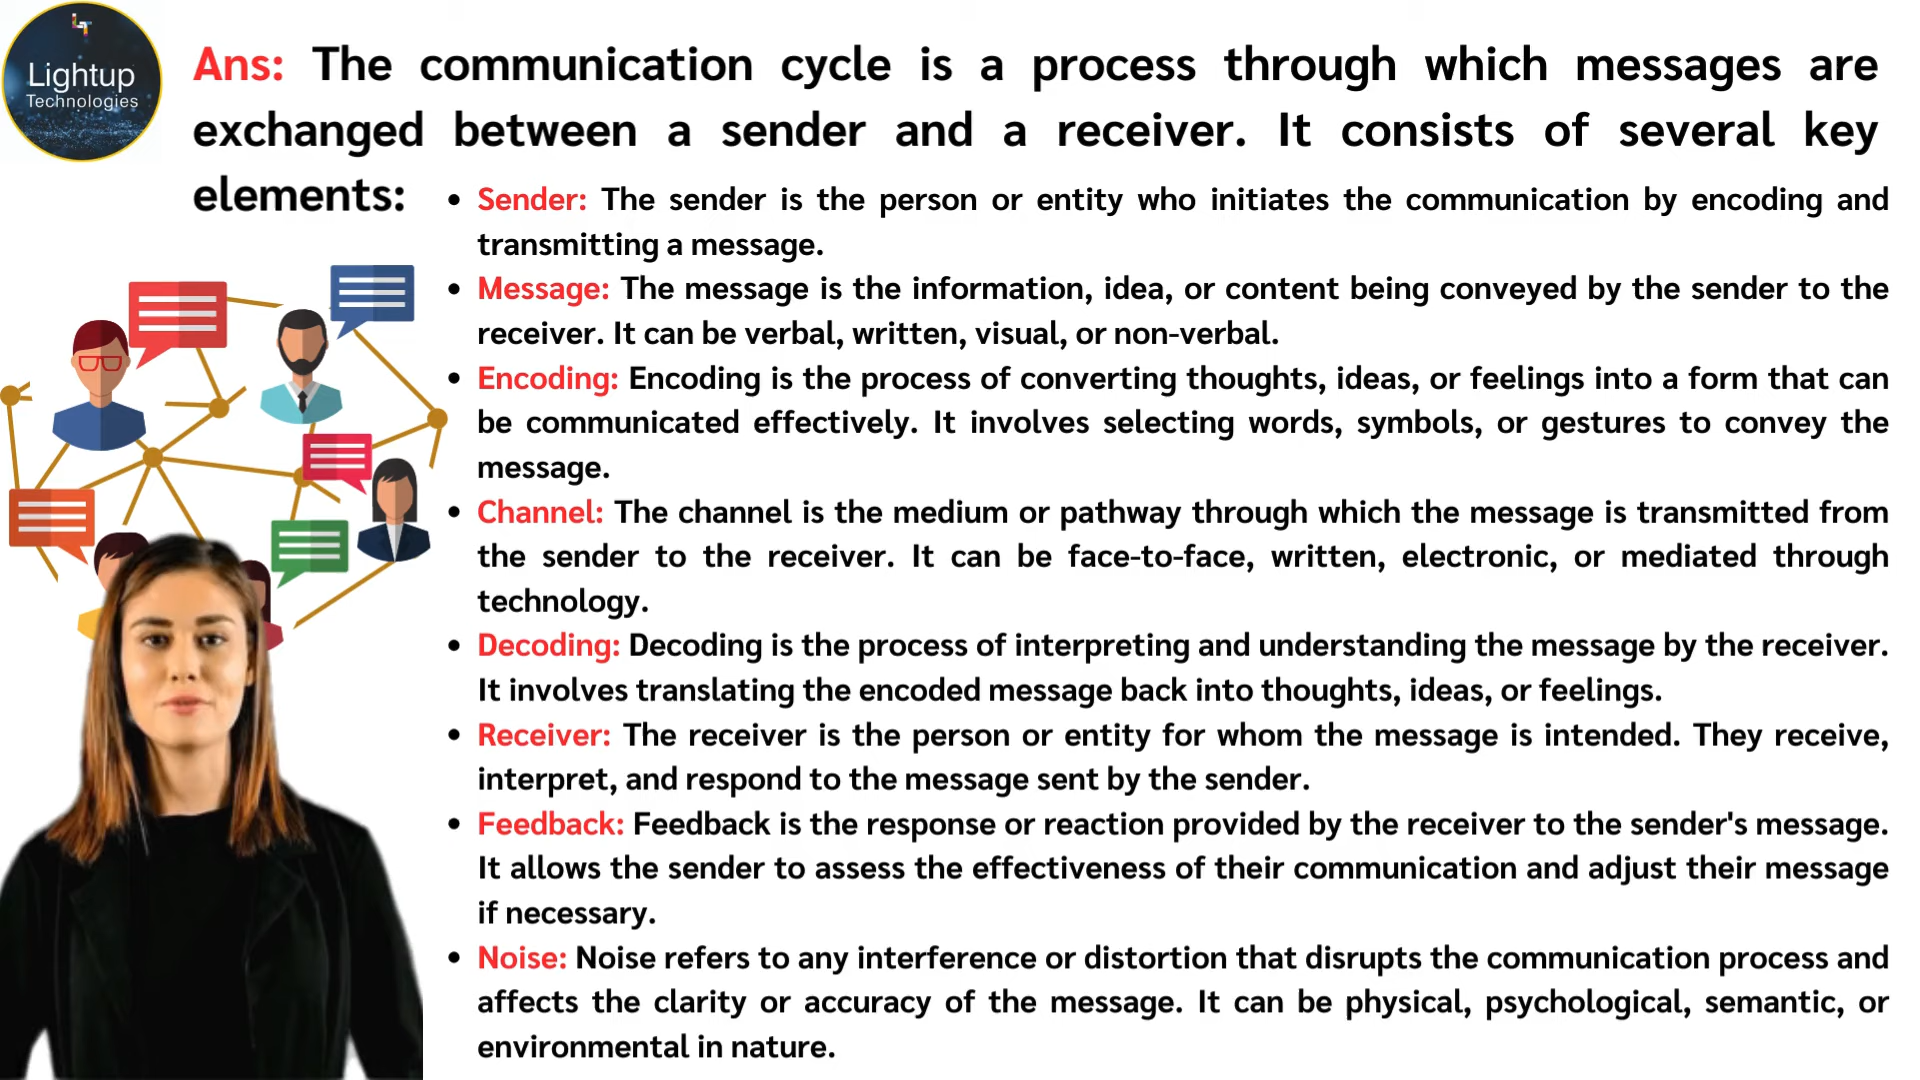 Lightup
Technologies
Ans: The communication cycle is a process through which messages are
exchanged between a sender and a receiver. It consists of several key
elements:
• Sender: The sender is the person or entity who initiates the communication by encoding and
transmitting a message.
• Message: The message is the information, idea, or content being conveyed by the sender to the
receiver. It can be verbal, written, visual, or non-verbal.
• Encoding: Encoding is the process of converting thoughts, ideas, or feelings into a form that can
be communicated effectively. It involves selecting words, symbols, or gestures to convey the
message.
• Channel: The channel is the medium or pathway through which the message is transmitted from
the sender to the receiver. It can be face-to-face, written, electronic, or mediated through
technology.
• Decoding: Decoding is the process of interpreting and understanding the message by the receiver.
It involves translating the encoded message back into thoughts, ideas, or feelings.
• Receiver: The receiver is the person or entity for whom the message is intended. They receive,
interpret, and respond to the message sent by the sender.
• Feedback: Feedback is the response or reaction provided by the receiver to the sender's message.
It allows the sender to assess the effectiveness of their communication and adjust their message
if necessary.
• Noise: Noise refers to any interference or distortion that disrupts the communication process and
affects the clarity or accuracy of the message. It can be physical, psychological, semantic, or
environmental in nature.